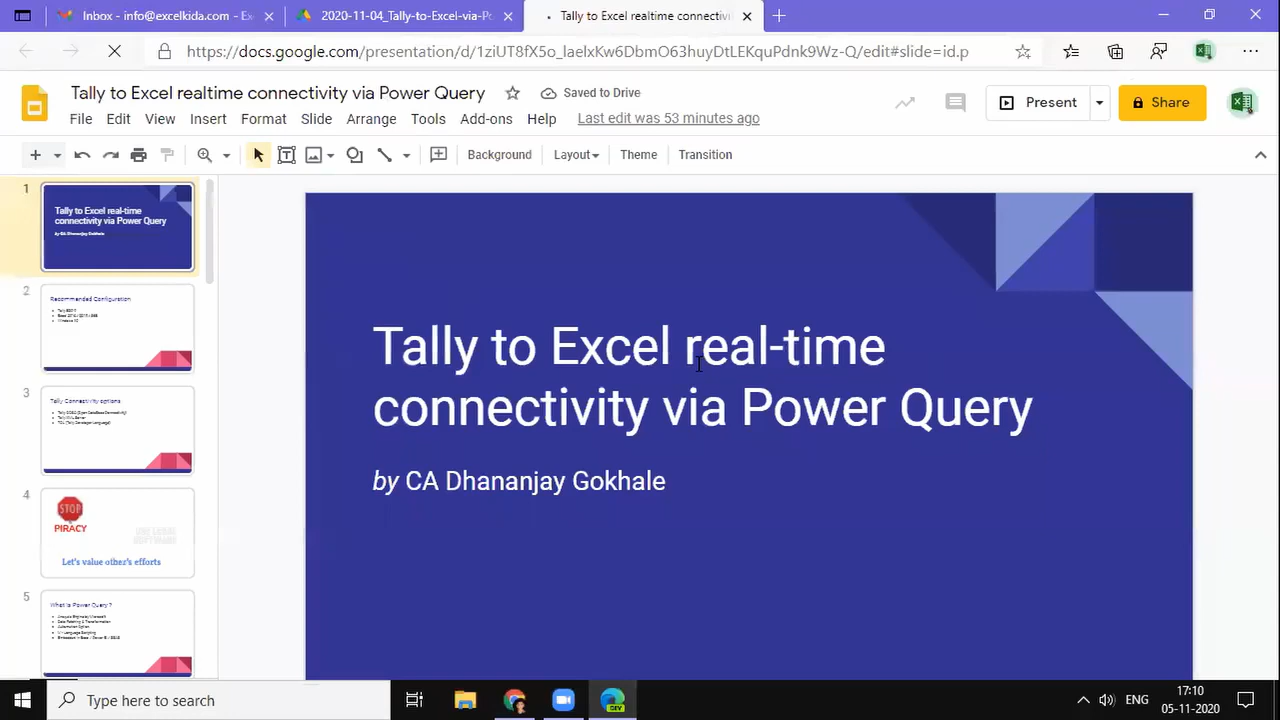 Inbox - info@excelkida.com - Ex
2020-11-04_Tally-to-Excel-via-Po
Tally to Excel realtime connectivi
https://docs.google.com/presentation/d/1ziUT8fX5o_laelxKw6DbmO63huyDtLEKquPdnk9Wz-Q/edit#slide=id.p
Tally to Excel realtime connectivity via Power Query
Saved to Drive
Present
Share
File Edit View Insert Format Slide Arrange Tools Add-ons Help Last edit was 53 minutes ago
Background Layout Theme Transition
1
Tally to Excel real-time
connectivity via Power Query
by CA Dhananjay Gokhale
2
Recommended Configuration
3
Tally Connectivity options
4
STOP
PIRACY
Let's value other's efforts
5
What is Power Query ?
Tally to Excel real-time
connectivity via Power Query
by CA Dhananjay Gokhale
Type here to search
DEV
ENG
17:10
05-11-2020